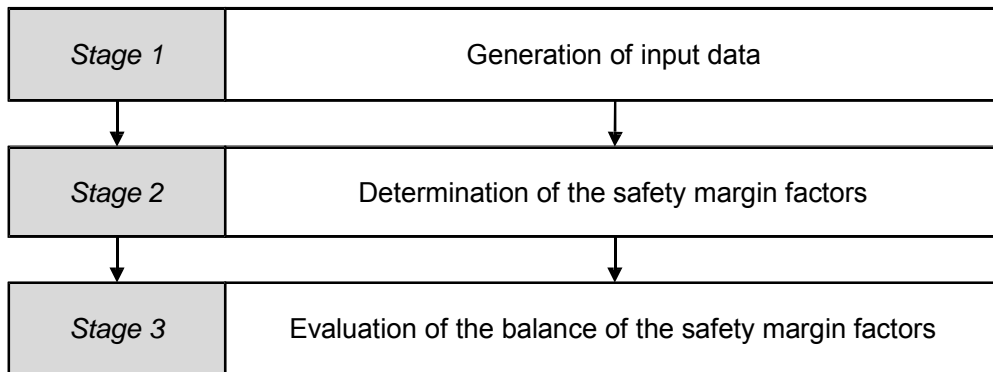 Stage 1
Generation of input data
Stage 2
Determination of the safety margin factors
Stage 3
Evaluation of the balance of the safety margin factors